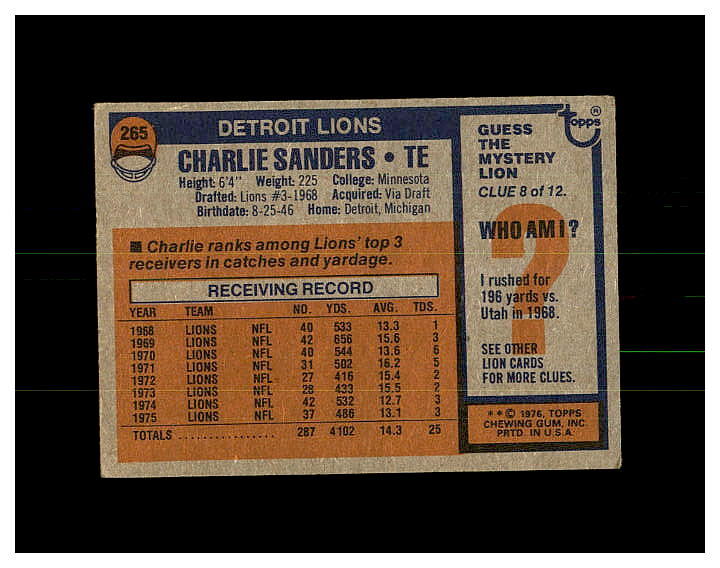 265
DETROIT LIONS
CHARLIE SANDERS • TE
Height: 6'4" Weight: 225 College: Minnesota
Drafted: Lions #3-1968 Acquired: Via Draft
Birthdate: 8-25-46 Home: Detroit, Michigan
■ Charlie ranks among Lions' top 3
receivers in catches and yardage.
RECEIVING RECORD
YEAR TEAM NO. YDS. AVG. TDS.
1968 LIONS NFL 40 533 13.3 1
1969 LIONS NFL 42 656 15.6 3
1970 LIONS NFL 40 544 13.6 6
1971 LIONS NFL 31 502 16.2 5
1972 LIONS NFL 27 416 15.4 2
1973 LIONS NFL 28 433 15.5 2
1974 LIONS NFL 42 532 12.7 3
1975 LIONS NFL 37 486 13.1 3
TOTALS ................ 287 4102 14.3 25
topps ®
GUESS
THE
MYSTERY
LION
CLUE 8 of 12.
WHO AM I?
?
I rushed for
196 yards vs.
Utah in 1968.
SEE OTHER
LION CARDS
FOR MORE CLUES.
* * © 1976, TOPPS
CHEWING GUM, INC.
PRTD. IN U.S.A.